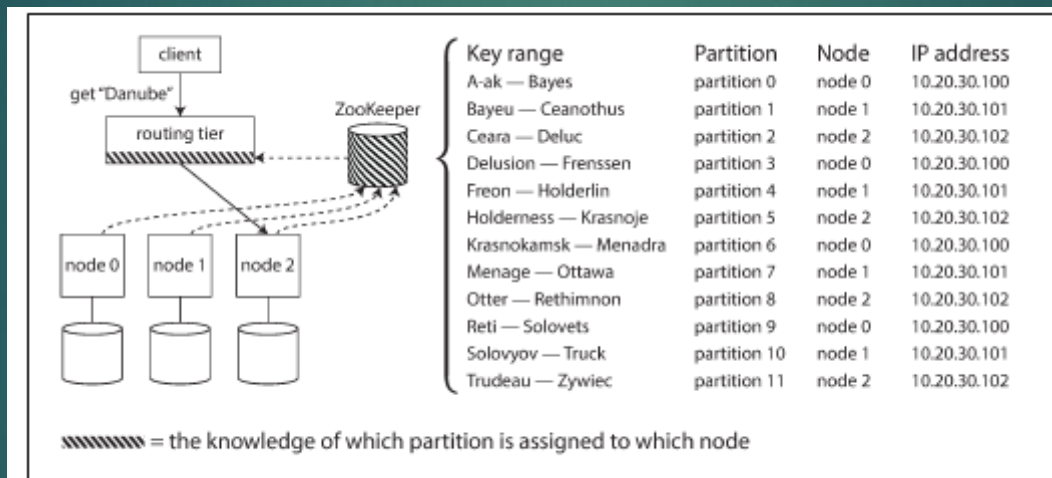 client
get "Danube"
routing tier
ZooKeeper
node 0
node 1
node 2
Key range Partition Node IP address
A-ak — Bayes partition 0 node 0 10.20.30.100
Bayeu — Ceanothus partition 1 node 1 10.20.30.101
Ceara — Deluc partition 2 node 2 10.20.30.102
Delusion — Frenssen partition 3 node 0 10.20.30.100
Freon — Holderlin partition 4 node 1 10.20.30.101
Holderness — Krasnoje partition 5 node 2 10.20.30.102
Krasnokamsk — Menadra partition 6 node 0 10.20.30.100
Menage — Ottawa partition 7 node 1 10.20.30.101
Otter — Rethimnon partition 8 node 2 10.20.30.102
Reti — Solovets partition 9 node 0 10.20.30.100
Solovyov — Truck partition 10 node 1 10.20.30.101
Trudeau — Zywiec partition 11 node 2 10.20.30.102
= the knowledge of which partition is assigned to which node